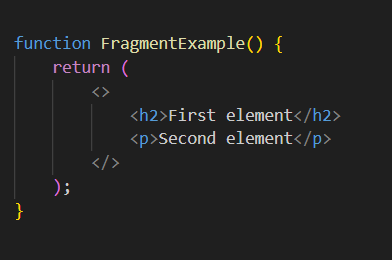 function FragmentExample() {
    return (
        <>
            <h2>First element</h2>
            <p>Second element</p>
        </>
    );
}